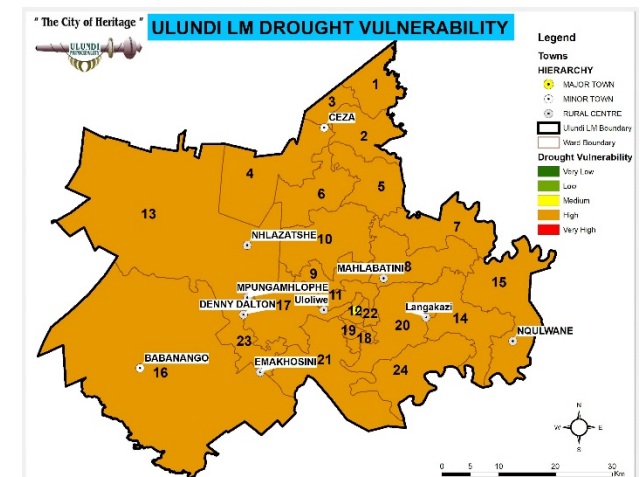 " The City of Heritage "
ULUNDI LM DROUGHT VULNERABILITY
ULUNDI
MUNICIPALITY
Legend
Towns
HIERARCHY
MAJOR TOWN
MINOR TOWN
RURAL CENTRE
Ulundi LM Boundary
Ward Boundary
Drought Vulnerability
Very Low
Low
Medium
High
Very High
1
3
CEZA
2
4
6
5
13
7
NHLAZATSHE
10
9
MAHLABATINI
8
15
MPUNGAMHLOPHE
11
DENNY DALTON
17
Uloliwe
12
22
Langakazi
20
14
19
18
NQULWANE
23
BABANANGO
16
EMAKHOSINI
21
24
N
W
E
S
0 5 10 20 30
Km